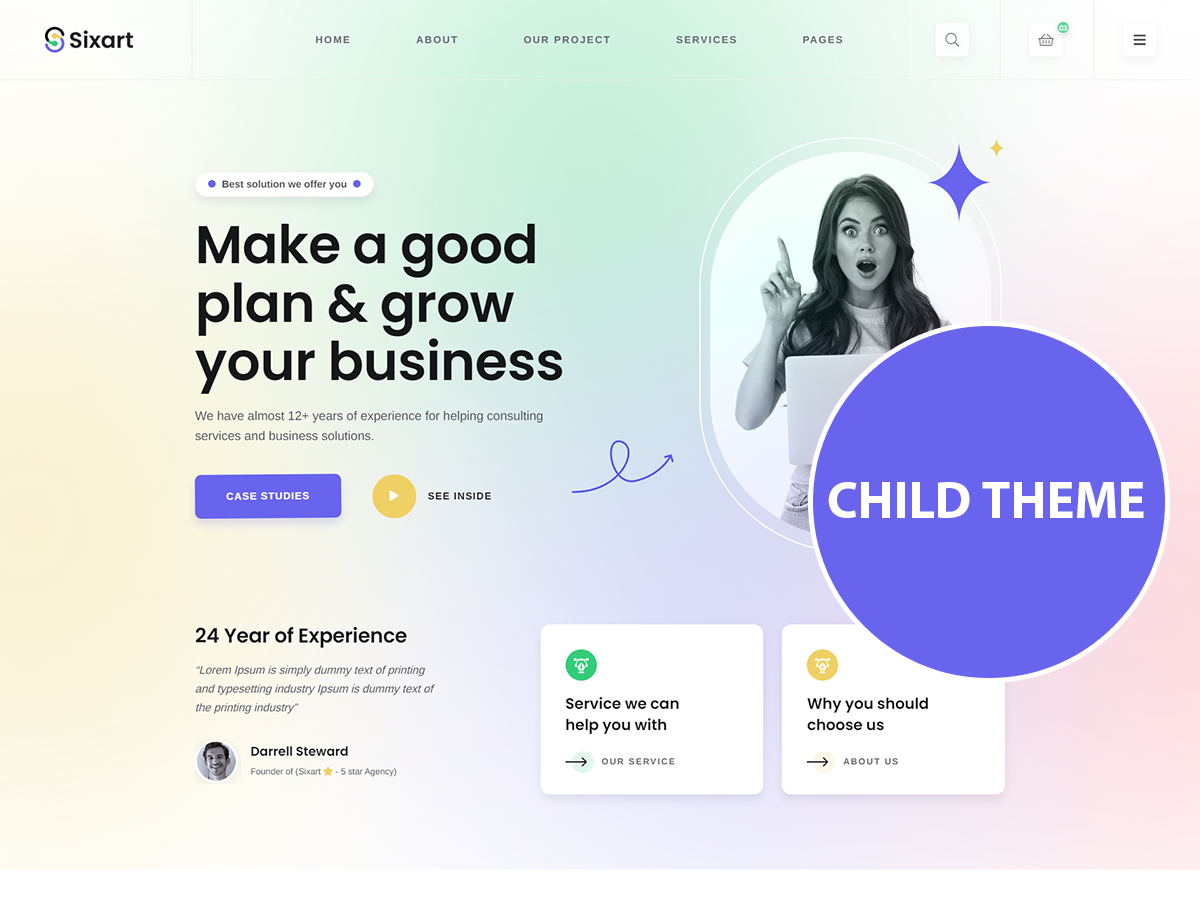 Sixart
HOME
ABOUT
OUR PROJECT
SERVICES
PAGES
03
Best solution we offer you
Make a good
plan & grow
your business
We have almost 12+ years of experience for helping consulting
services and business solutions.
CASE STUDIES
SEE INSIDE
CHILD THEME
24 Year of Experience
“Lorem Ipsum is simply dummy text of printing
and typesetting industry Ipsum is dummy text of
the printing industry”
Darrell Steward
Founder of (Sixart ⭐ - 5 star Agency)
Service we can
help you with
OUR SERVICE
Why you should
choose us
ABOUT US